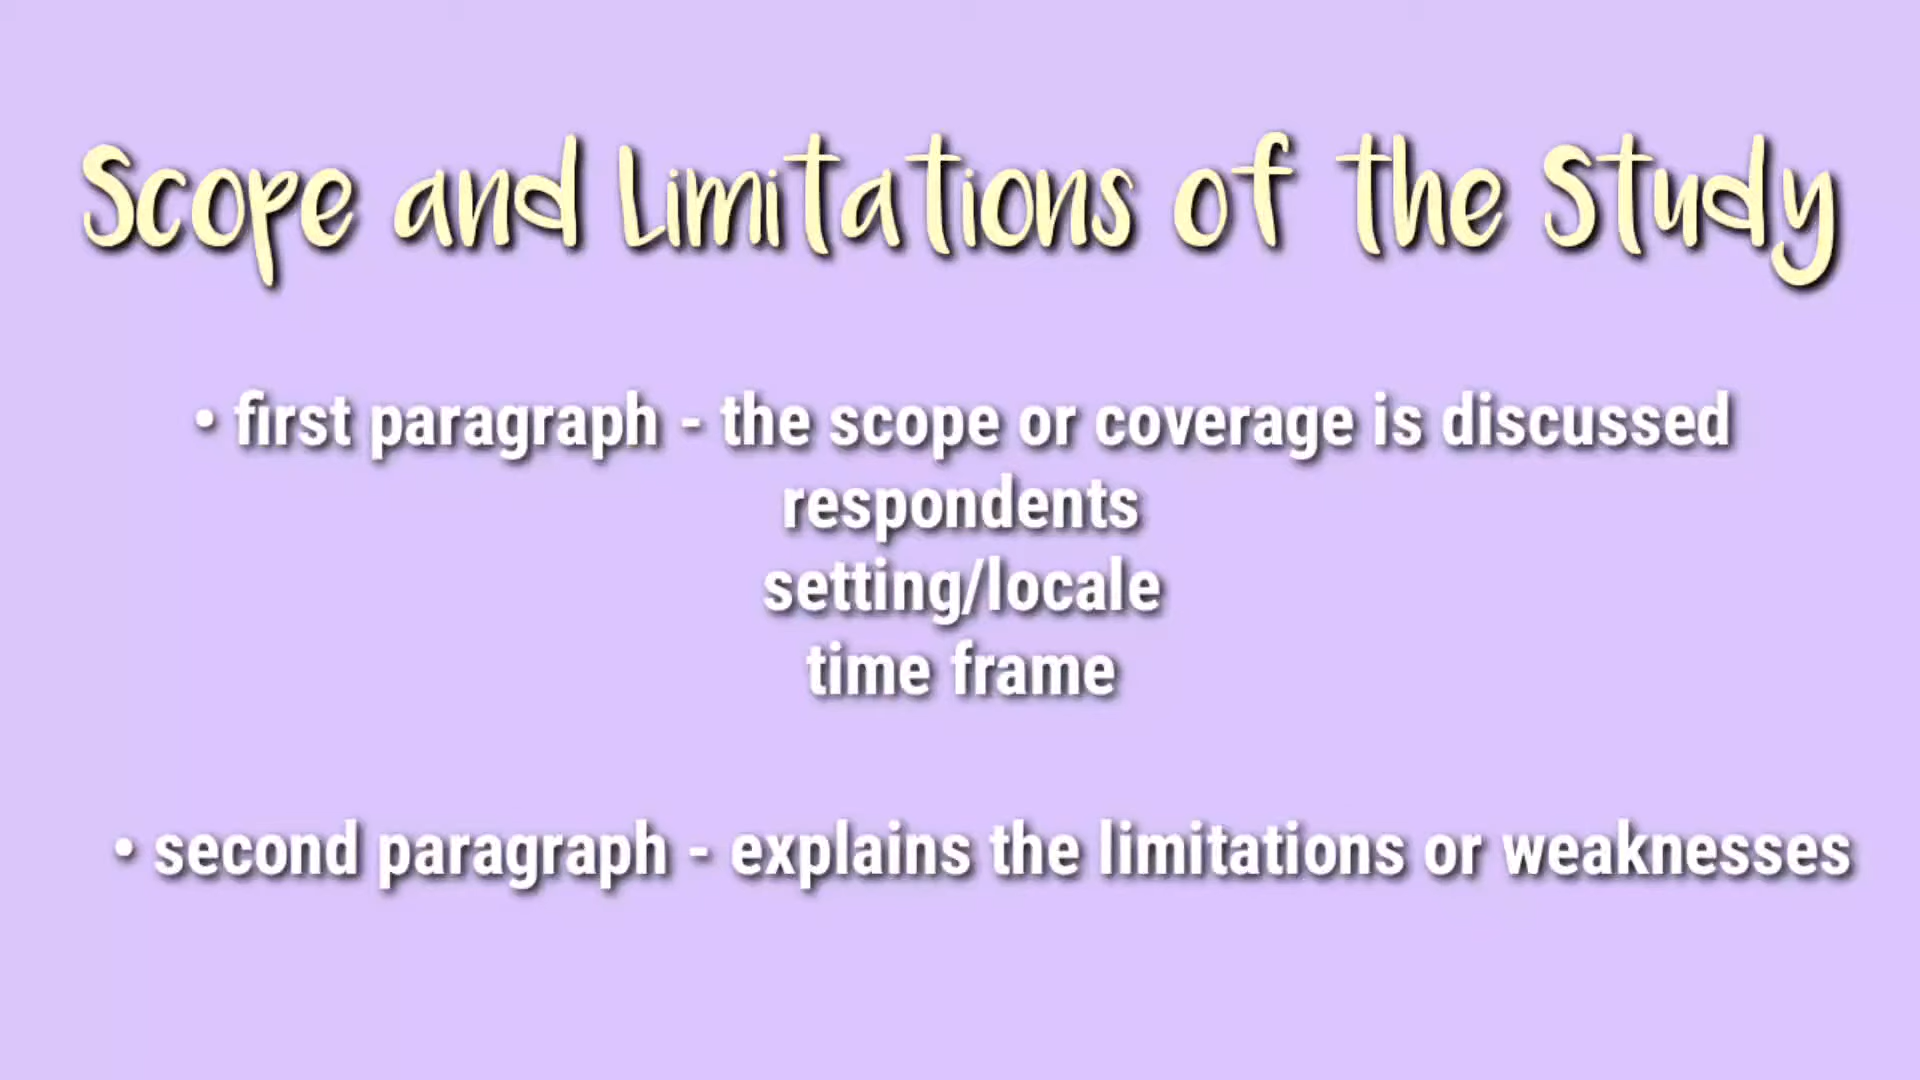 Scope and Limitations of the Study
• first paragraph - the scope or coverage is discussed
respondents
setting/locale
time frame
• second paragraph - explains the limitations or weaknesses